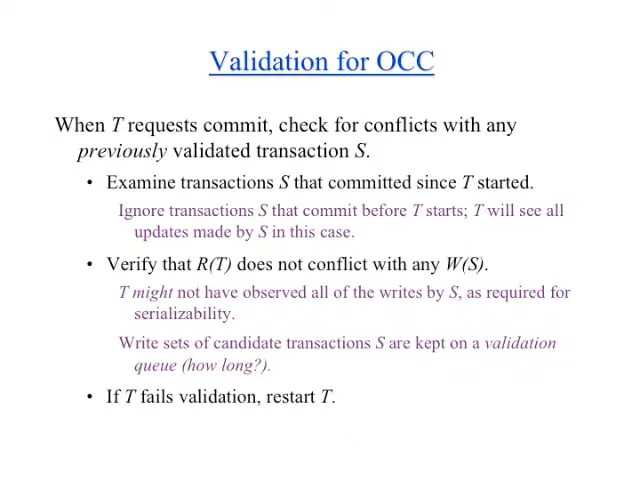 Validation for OCC
When T requests commit, check for conflicts with any
previously validated transaction S.
• Examine transactions S that committed since T started.
Ignore transactions S that commit before T starts; T will see all
updates made by S in this case.
• Verify that R(T) does not conflict with any W(S).
T might not have observed all of the writes by S, as required for
serializability.
Write sets of candidate transactions S are kept on a validation
queue (how long?).
• If T fails validation, restart T.